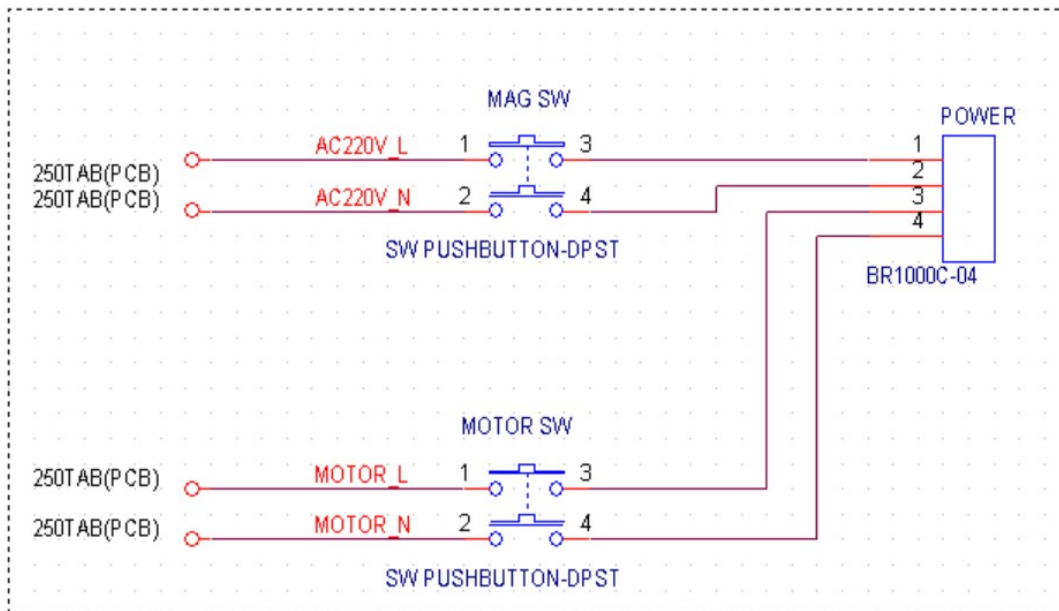 MAG SW
POWER
AC220V_L 1 3 1
250TAB(PCB)
2
250TAB(PCB)
AC220V_N 2 4 3
4
SW PUSHBUTTON-DPST
BR1000C-04
MOTOR SW
250TAB(PCB) MOTOR_L 1 3
250TAB(PCB) MOTOR_N 2 4
SW PUSHBUTTON-DPST